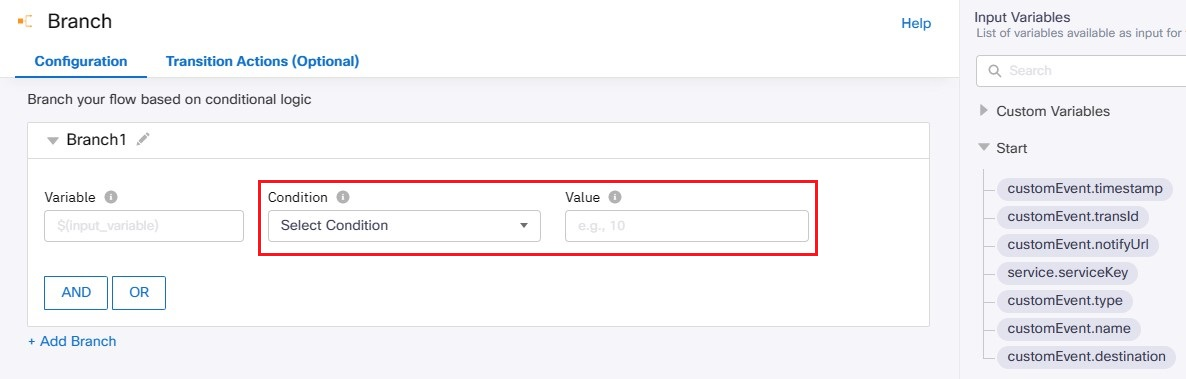 Branch
Help
Configuration
Transition Actions (Optional)
Branch your flow based on conditional logic
Branch1
Variable
Condition
Value
$(input_variable)
Select Condition
e.g., 10
AND
OR
+ Add Branch
Input Variables
List of variables available as input for
Search
Custom Variables
Start
customEvent.timestamp
customEvent.transId
customEvent.notifyUrl
service.serviceKey
customEvent.type
customEvent.name
customEvent.destination